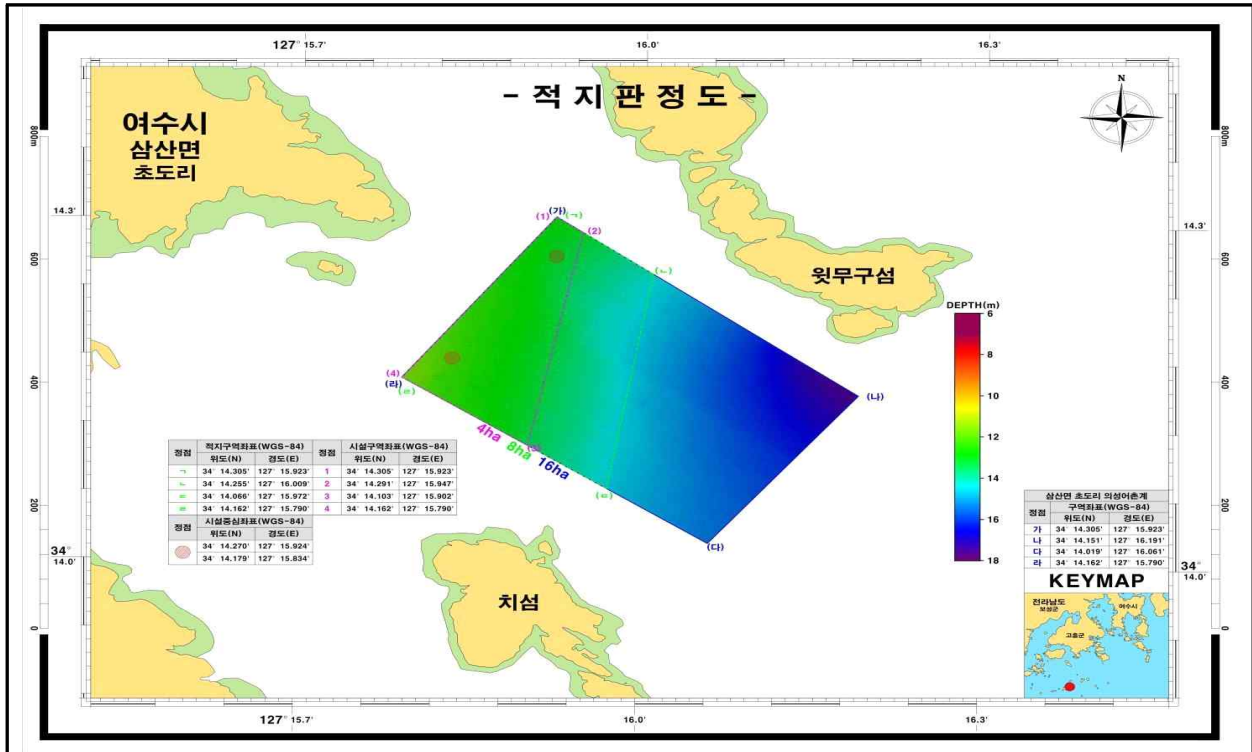 127° 15.7' 16.0' 16.3'
- 적 지 판 정 도 -
N
여수시
삼산면
초도리
800m 800m
14.3' 14.3'
(1) (가) (ㄱ)
(2)
(ㄴ)
윗무구섬
600 600
DEPTH(m)
6
8
10
12
14
16
18
400 400
(4)
(라)
(ㄹ)
(나)
4ha 8ha 16ha
(3)
(ㄷ)
(다)
정점 적지구역좌표(WGS-84) 정점 시설구역좌표(WGS-84)
위도(N) 경도(E) 위도(N) 경도(E)
ㄱ 34° 14.305' 127° 15.923' 1 34° 14.305' 127° 15.923'
ㄴ 34° 14.255' 127° 16.009' 2 34° 14.291' 127° 15.947'
ㄷ 34° 14.066' 127° 15.972' 3 34° 14.103' 127° 15.902'
ㄹ 34° 14.162' 127° 15.790' 4 34° 14.162' 127° 15.790'
정점 시설중심좌표(WGS-84)
위도(N) 경도(E)
34° 14.270' 127° 15.924'
34° 14.179' 127° 15.834'
200 200
34° 14.0' 34° 14.0'
치섬
0 0
삼산면 초도리 의성어촌계
정점 구역좌표(WGS-84)
위도(N) 경도(E)
가 34° 14.305' 127° 15.923'
나 34° 14.151' 127° 16.191'
다 34° 14.019' 127° 16.061'
라 34° 14.162' 127° 15.790'
KEYMAP
전라남도
보성군
여수시
고흥군
127° 15.7' 16.0' 16.3'